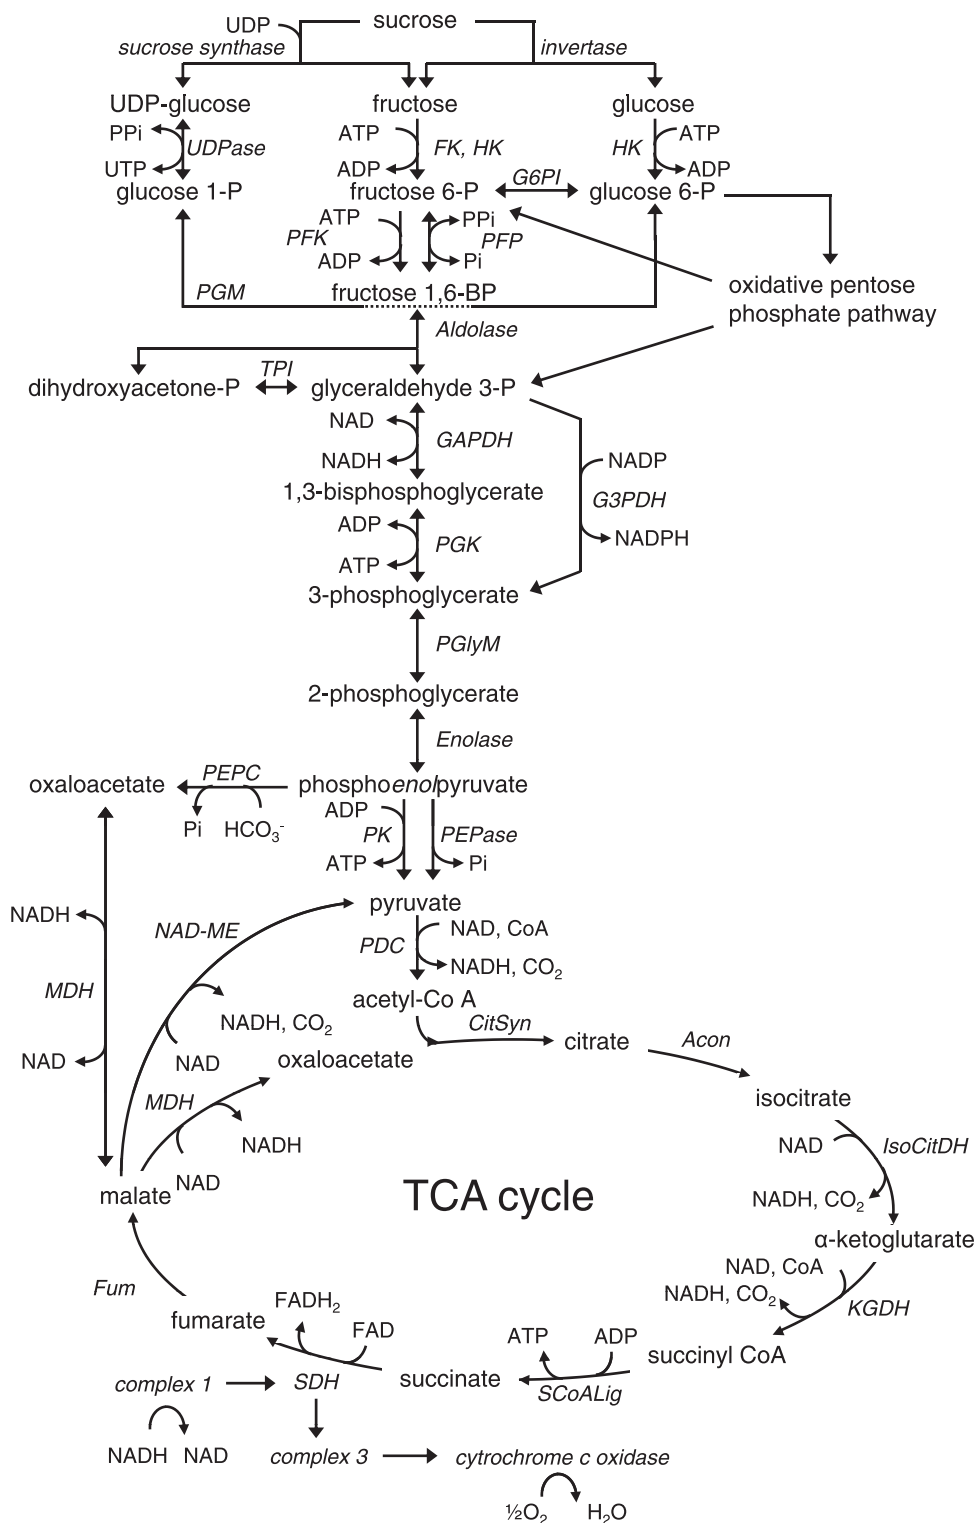 UDP
sucrose
sucrose synthase
invertase
UDP-glucose
fructose
glucose
PPi
UDPase
UTP
ATP
FK, HK
ADP
HK
ATP
ADP
glucose 1-P
fructose 6-P
G6PI
glucose 6-P
ATP
PFK
ADP
PPi
PFP
Pi
PGM
fructose 1,6-BP
oxidative pentose
phosphate pathway
Aldolase
dihydroxyacetone-P
TPI
glyceraldehyde 3-P
NAD
GAPDH
NADH
NADP
G3PDH
NADPH
1,3-bisphosphoglycerate
ADP
PGK
ATP
3-phosphoglycerate
PGlyM
2-phosphoglycerate
Enolase
oxaloacetate
PEPC
phosphoenolpyruvate
Pi
HCO₃⁻
ADP
PK
ATP
PEPase
Pi
pyruvate
NADH
NAD-ME
PDC
NAD, CoA
NADH, CO₂
MDH
acetyl-Co A
NADH, CO₂
CitSyn
citrate
Acon
NAD
NAD
oxaloacetate
isocitrate
MDH
NADH
NAD
NAD
IsoCitDH
NADH, CO₂
malate
TCA cycle
α-ketoglutarate
NAD, CoA
NADH, CO₂
KGDH
Fum
fumarate
FADH₂
FAD
ATP
ADP
succinyl CoA
complex 1
SDH
succinate
SCoALig
NADH
NAD
complex 3
cytrochrome c oxidase
½O₂
H₂O